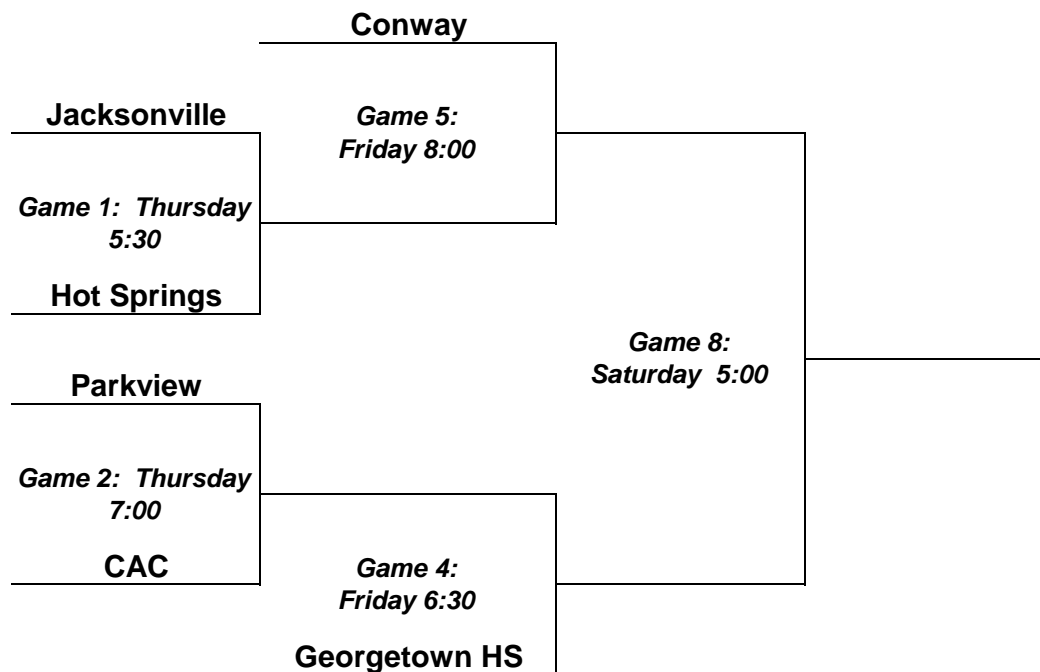 Conway
Jacksonville
Game 5:
Friday 8:00
Game 1: Thursday
5:30
Hot Springs
Game 8:
Saturday 5:00
Parkview
Game 2: Thursday
7:00
CAC
Game 4:
Friday 6:30
Georgetown HS